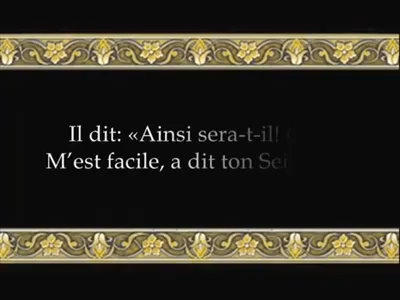 Il dit: «Ainsi sera-t-il!
M’est facile, a dit ton